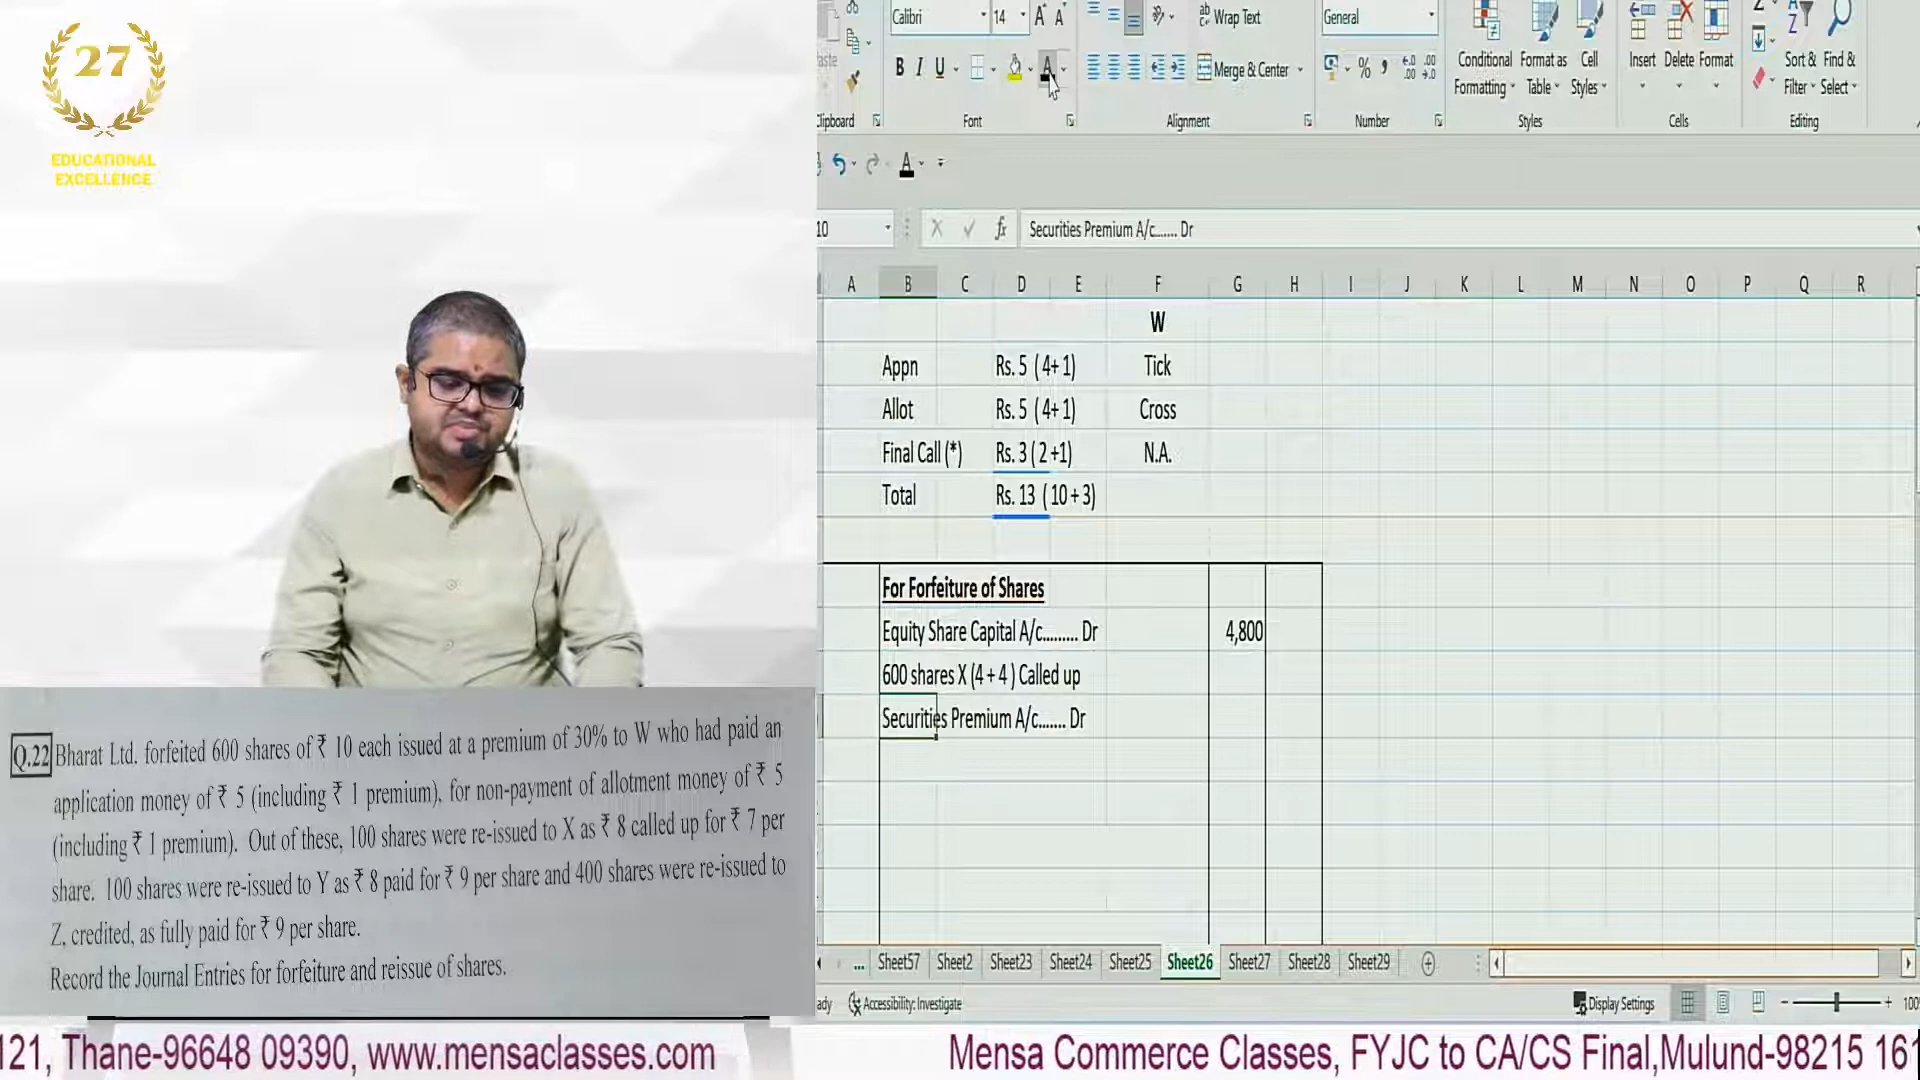 27
EDUCATIONAL
EXCELLENCE
Calibri 14 Wrap Text General
B I U Merge & Center % Conditional Format as Cell Insert Delete Format Sort & Find &
Formatting Table Styles Filter Select
Clipboard Font Alignment Number Styles Cells Editing
10 fx Securities Premium A/c....... Dr
A B C D E F G H I J K L M N O P Q R
W
Appn Rs. 5 ( 4+ 1) Tick
Allot Rs. 5 ( 4+ 1) Cross
Final Call (*) Rs. 3 ( 2 +1) N.A.
Total Rs. 13 ( 10 + 3)
For Forfeiture of Shares
Equity Share Capital A/c......... Dr 4,800
600 shares X (4 + 4 ) Called up
Securities Premium A/c....... Dr
Q.22 Bharat Ltd. forfeited 600 shares of ₹ 10 each issued at a premium of 30% to W who had paid an
application money of ₹ 5 (including ₹ 1 premium), for non-payment of allotment money of ₹ 5
(including ₹ 1 premium). Out of these, 100 shares were re-issued to X as ₹ 8 called up for ₹ 7 per
share. 100 shares were re-issued to Y as ₹ 8 paid for ₹ 9 per share and 400 shares were re-issued to
Z, credited, as fully paid for ₹ 9 per share.
Record the Journal Entries for forfeiture and reissue of shares.
... Sheet57 Sheet2 Sheet23 Sheet24 Sheet25 Sheet26 Sheet27 Sheet28 Sheet29
Accessibility: Investigate Display Settings 100
121, Thane-96648 09390, www.mensaclasses.com Mensa Commerce Classes, FYJC to CA/CS Final,Mulund-98215 161